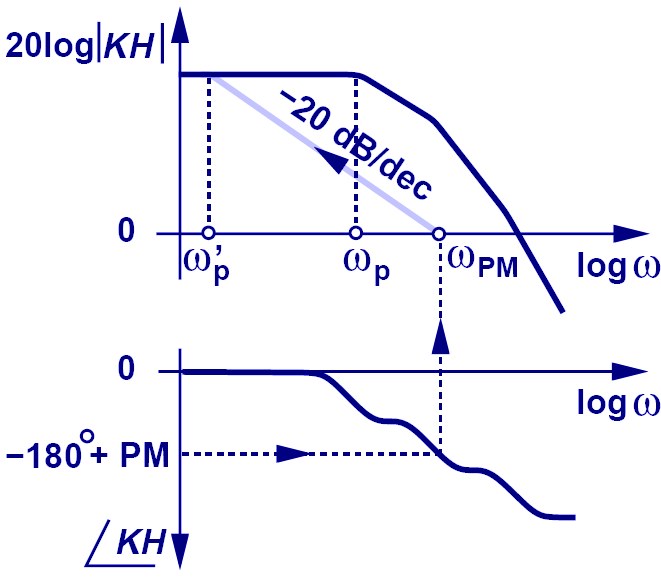 20log|KH|
−20 dB/dec
0
ω′p
ωp
ωPM
log ω
0
log ω
−180°+ PM
∠KH